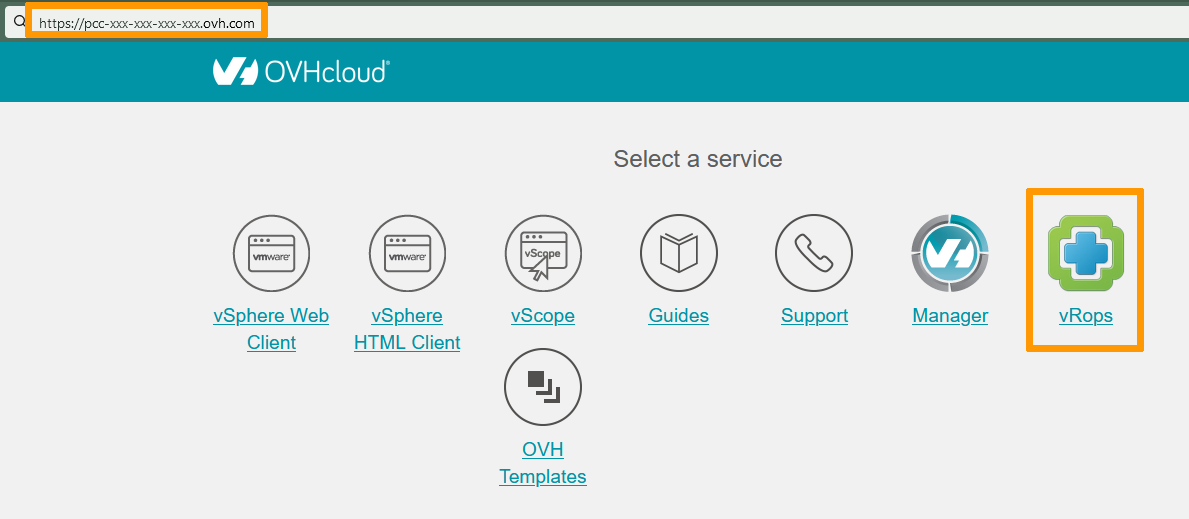 https://pcc-xxx-xxx-xxx-xxx.ovh.com
OVHcloud®
Select a service
vmware®
vmware®
vScope
vSphere Web
Client
vSphere
HTML Client
vScope
Guides
Support
Manager
vRops
OVH
Templates